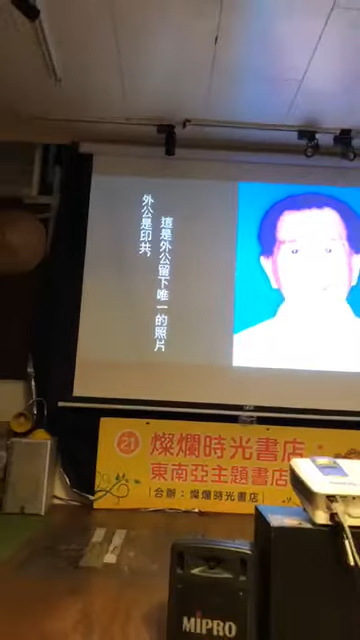 這是外公留下唯一的照片
外公是印共,
21
燦爛時光書店
東南亞主題書店
合辦：燦爛時光書店
MIPRO